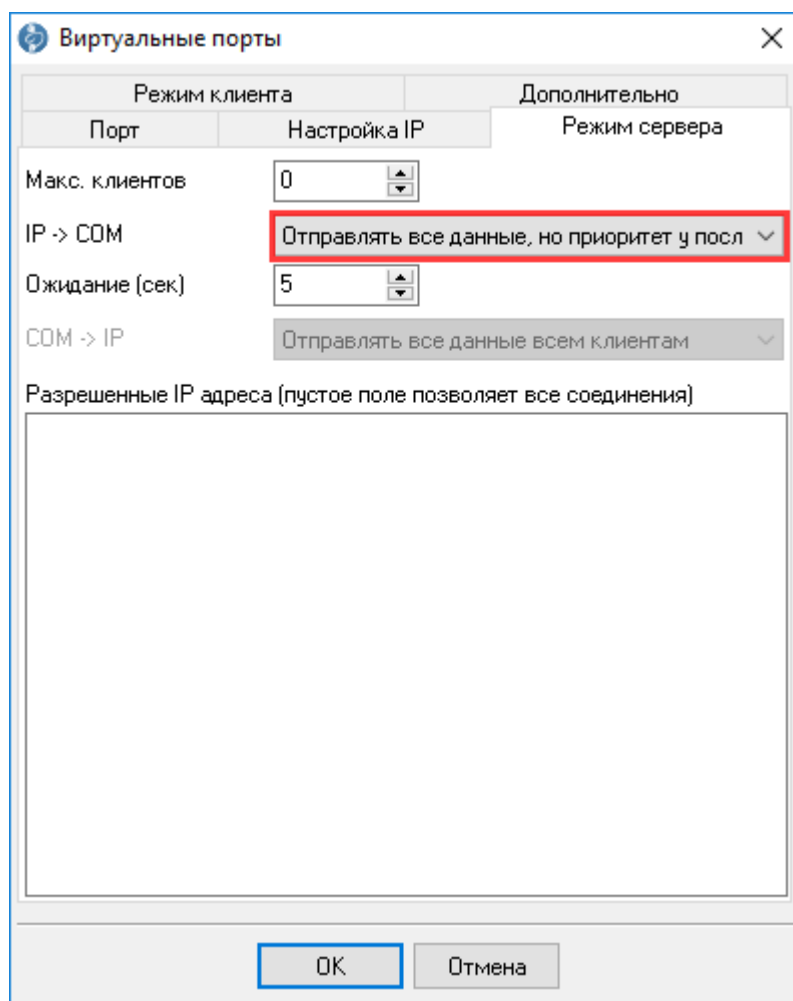 Виртуальные порты
Режим клиента Дополнительно
Порт Настройка IP Режим сервера
Макс. клиентов 0
IP -> COM Отправлять все данные, но приоритет у посл
Ожидание (сек) 5
COM -> IP Отправлять все данные всем клиентам
Разрешенные IP адреса (пустое поле позволяет все соединения)
OK Отмена